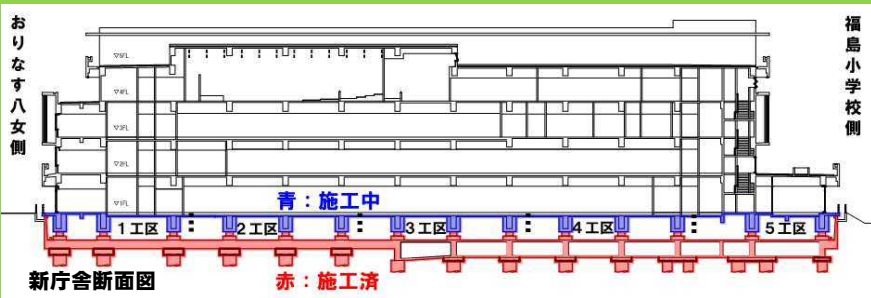 おりなす八女側
福島小学校側
▽5FL
▽4FL
▽3FL
▽2FL
▽1FL
青：施工中
1工区
2工区
3工区
4工区
5工区
新庁舎断面図
赤：施工済